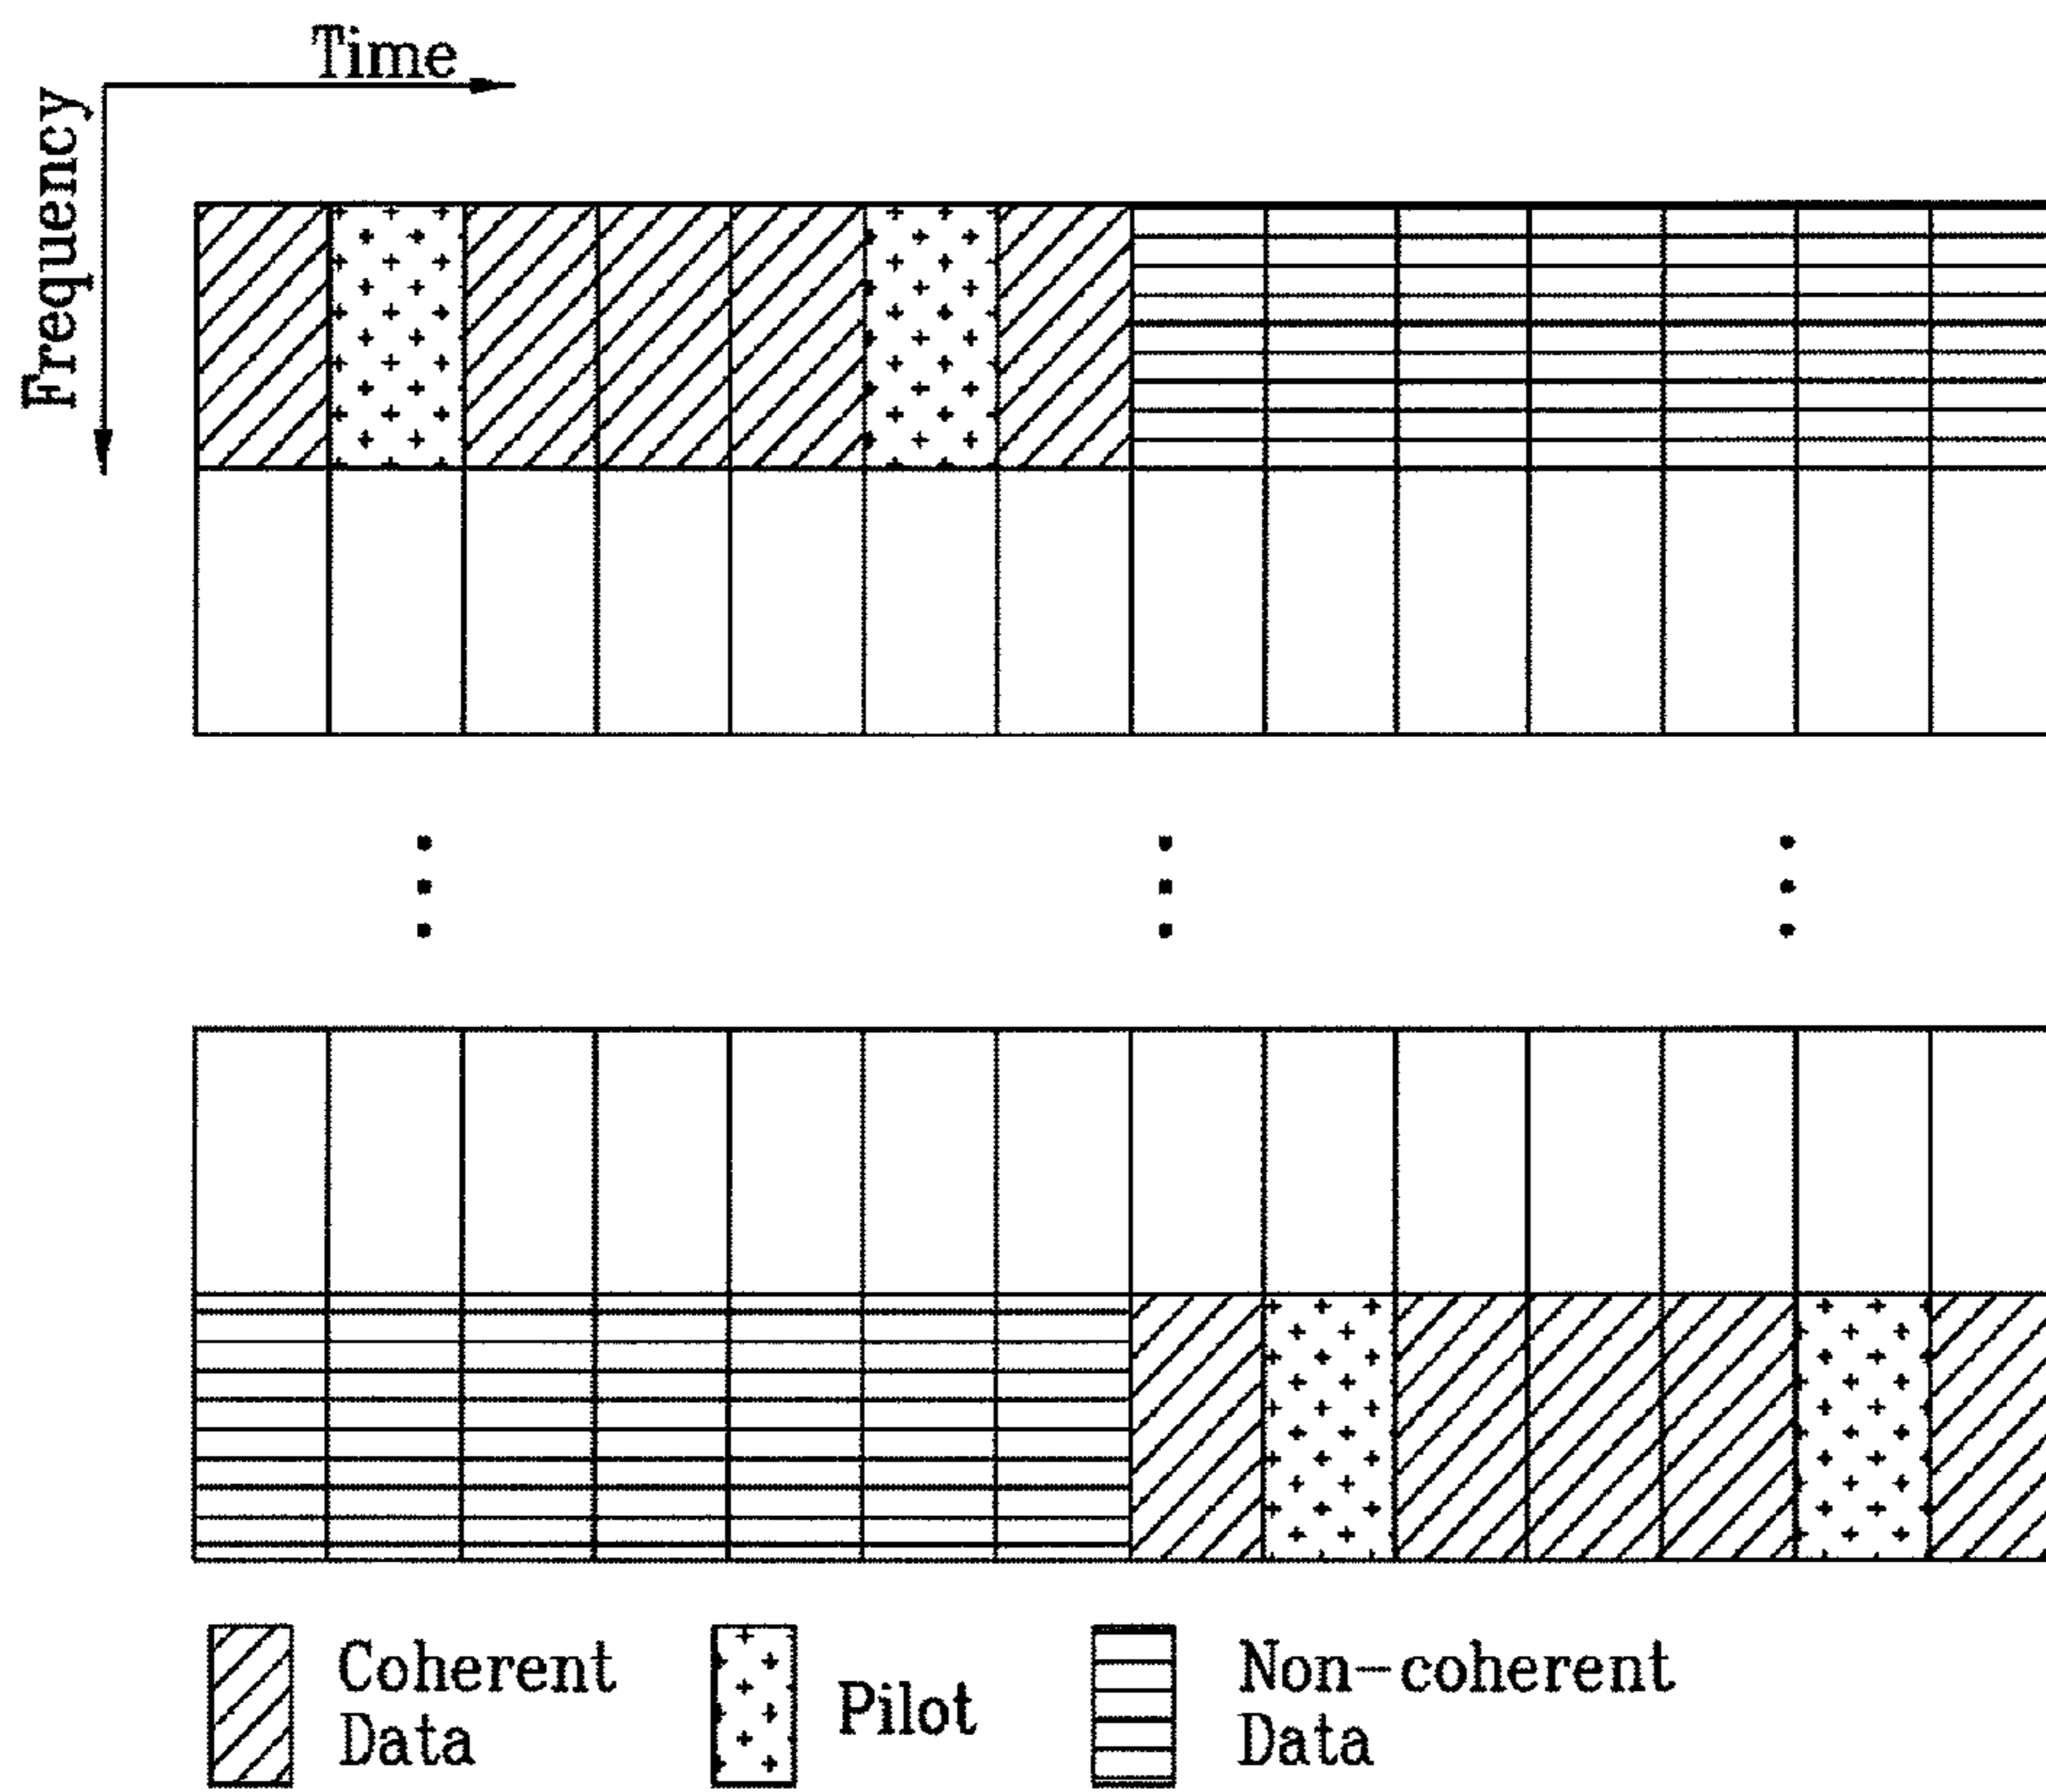 Time
Frequency
Coherent
Data
Pilot
Non-coherent
Data